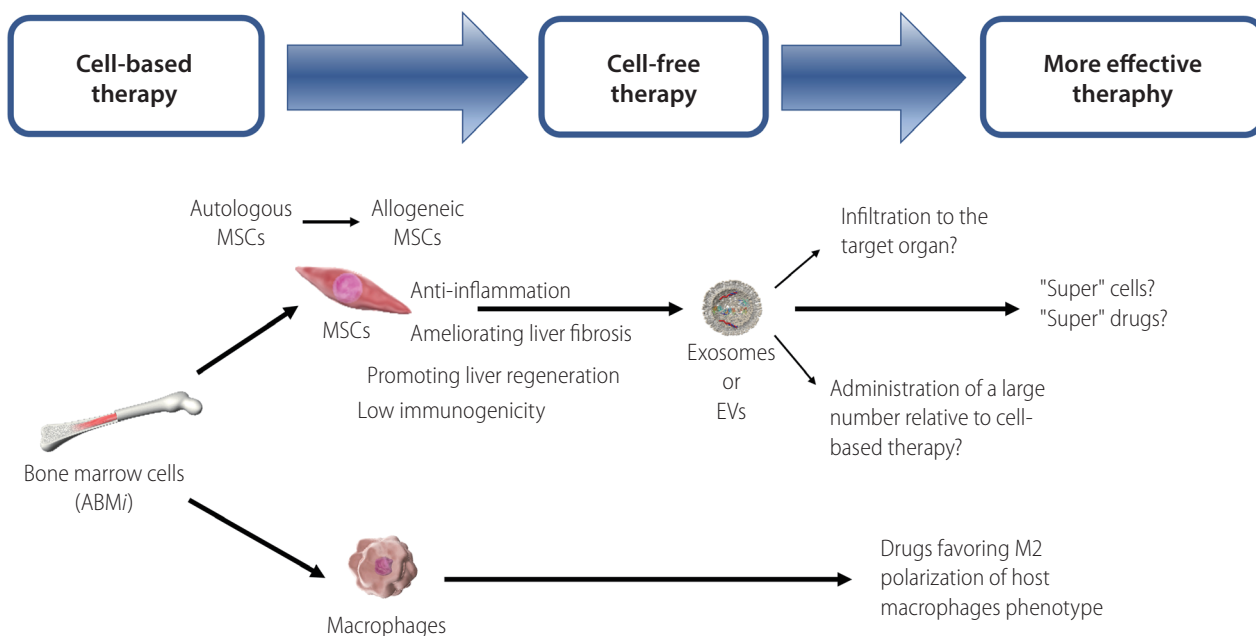 Cell-based
therapy
Cell-free
therapy
More effective
theraphy
Autologous
MSCs
Allogeneic
MSCs
MSCs
Anti-inflammation
Ameliorating liver fibrosis
Promoting liver regeneration
Low immunogenicity
Exosomes
or
EVs
Infiltration to the
target organ?
"Super" cells?
"Super" drugs?
Administration of a large
number relative to cell-
based therapy?
Bone marrow cells
(ABMi)
Macrophages
Drugs favoring M2
polarization of host
macrophages phenotype